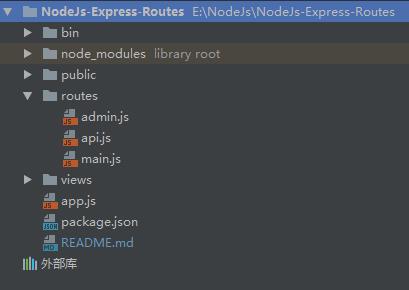 NodeJs-Express-Routes E:\NodeJs\NodeJs-Express-Routes
bin
node_modules library root
public
routes
JS admin.js
JS api.js
JS main.js
views
JS app.js
JSON package.json
MD README.md
外部库